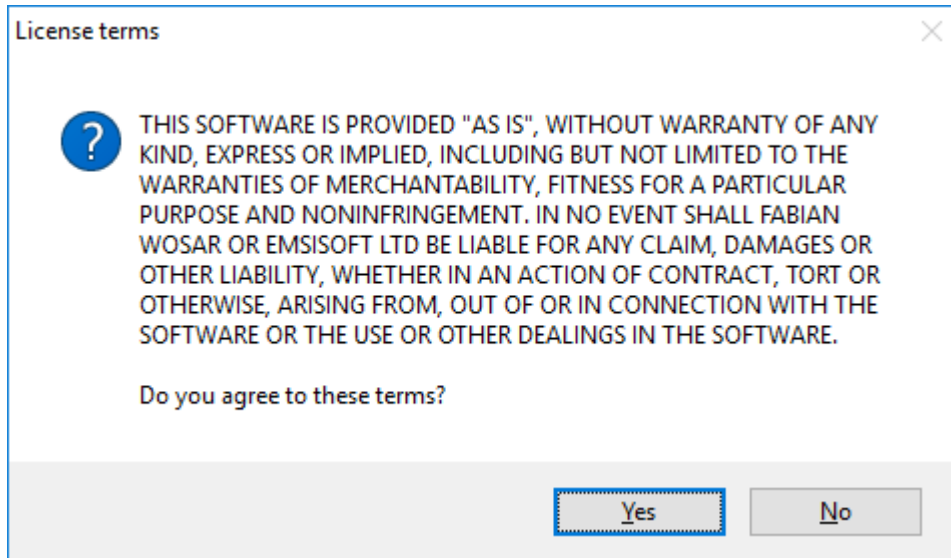 License terms
?
THIS SOFTWARE IS PROVIDED "AS IS", WITHOUT WARRANTY OF ANY
KIND, EXPRESS OR IMPLIED, INCLUDING BUT NOT LIMITED TO THE
WARRANTIES OF MERCHANTABILITY, FITNESS FOR A PARTICULAR
PURPOSE AND NONINFRINGEMENT. IN NO EVENT SHALL FABIAN
WOSAR OR EMSISOFT LTD BE LIABLE FOR ANY CLAIM, DAMAGES OR
OTHER LIABILITY, WHETHER IN AN ACTION OF CONTRACT, TORT OR
OTHERWISE, ARISING FROM, OUT OF OR IN CONNECTION WITH THE
SOFTWARE OR THE USE OR OTHER DEALINGS IN THE SOFTWARE.
Do you agree to these terms?
Yes No